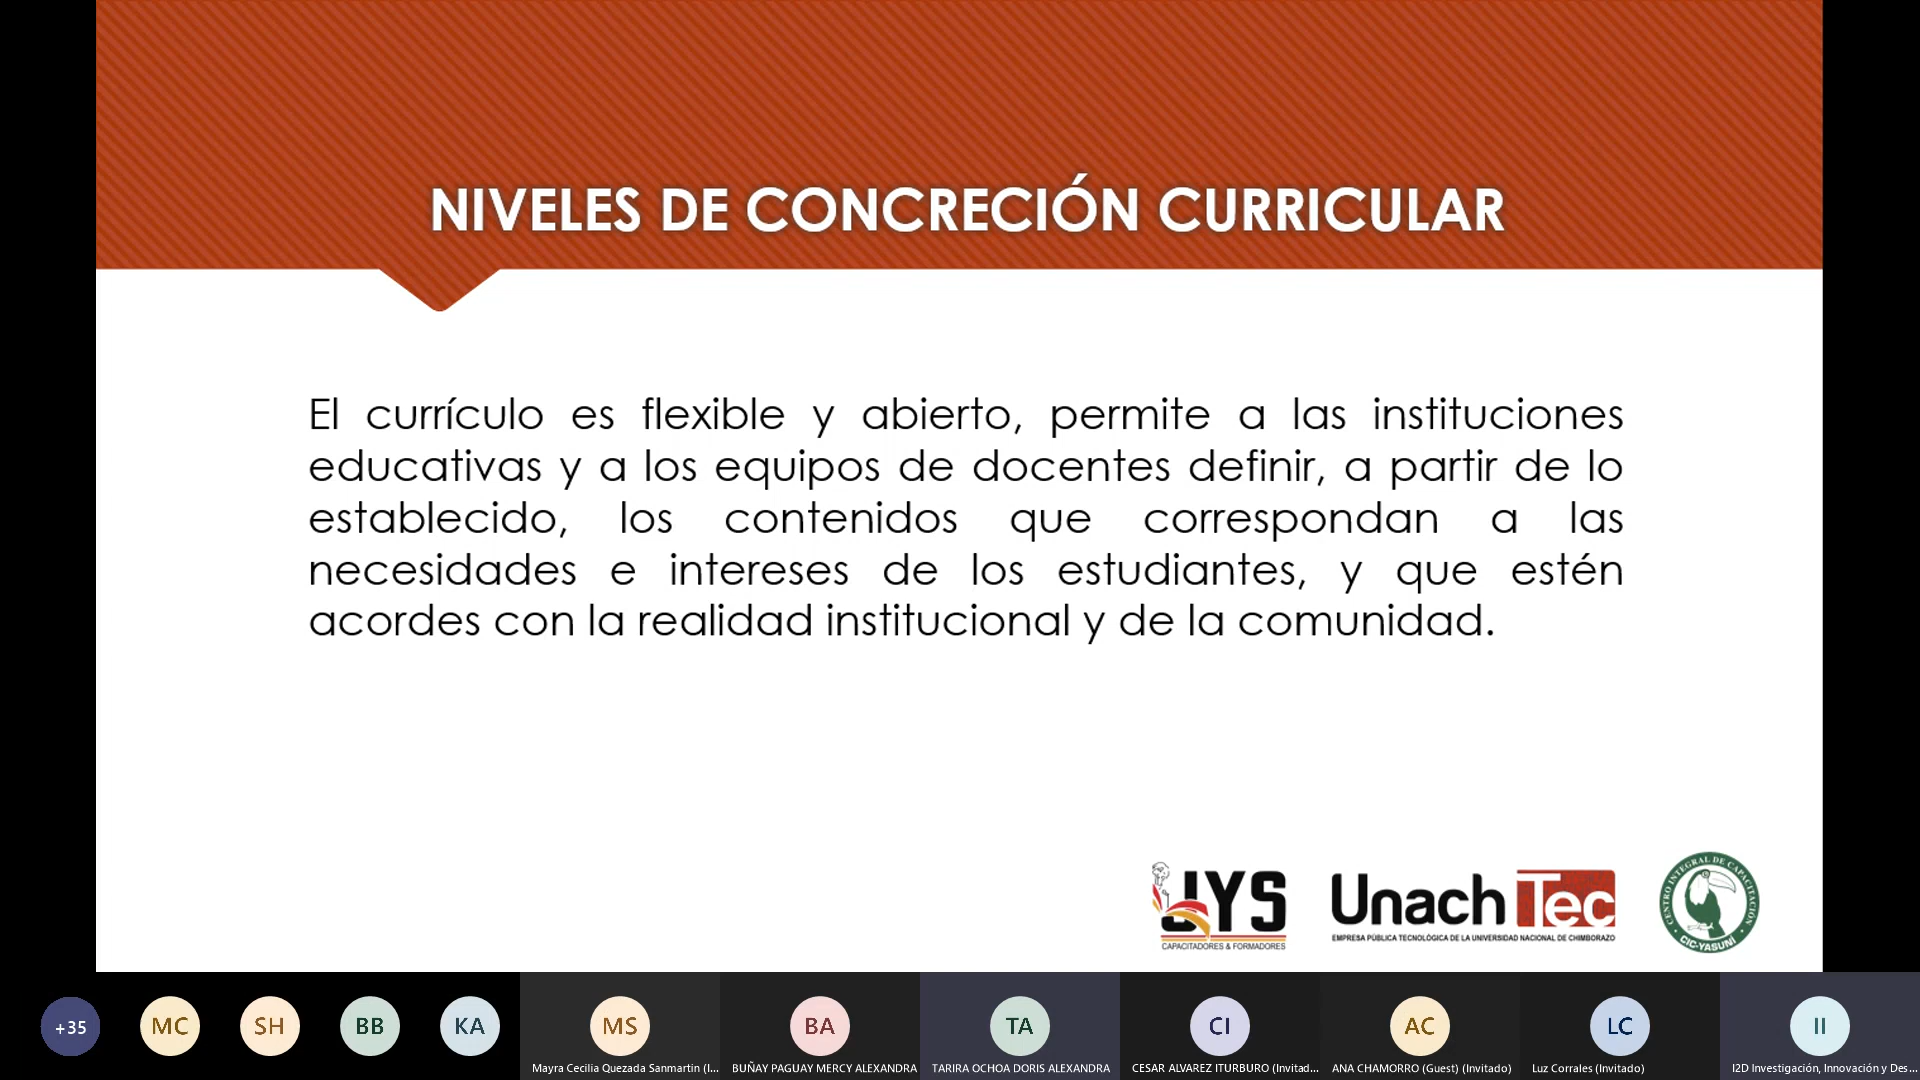 NIVELES DE CONCRECIÓN CURRICULAR
El currículo es flexible y abierto, permite a las instituciones
educativas y a los equipos de docentes definir, a partir de lo
establecido, los contenidos que correspondan a las
necesidades e intereses de los estudiantes, y que estén
acordes con la realidad institucional y de la comunidad.
JYS
CAPACITADORES & FORMADORES
UnachTec
EMPRESA PÚBLICA TECNOLÓGICA DE LA UNIVERSIDAD NACIONAL DE CHIMBORAZO
CENTRO INTEGRAL DE CAPACITACIÓN
CIC-YASUNÍ
+35
MC
SH
BB
KA
MS
BA
TA
CI
AC
LC
II
Mayra Cecilia Quezada Sanmartin (I...
BUÑAY PAGUAY MERCY ALEXANDRA
TARIRA OCHOA DORIS ALEXANDRA
CESAR ALVAREZ ITURBURO (Invitad...
ANA CHAMORRO (Guest) (Invitado)
Luz Corrales (Invitado)
I2D Investigación, Innovación y Des...